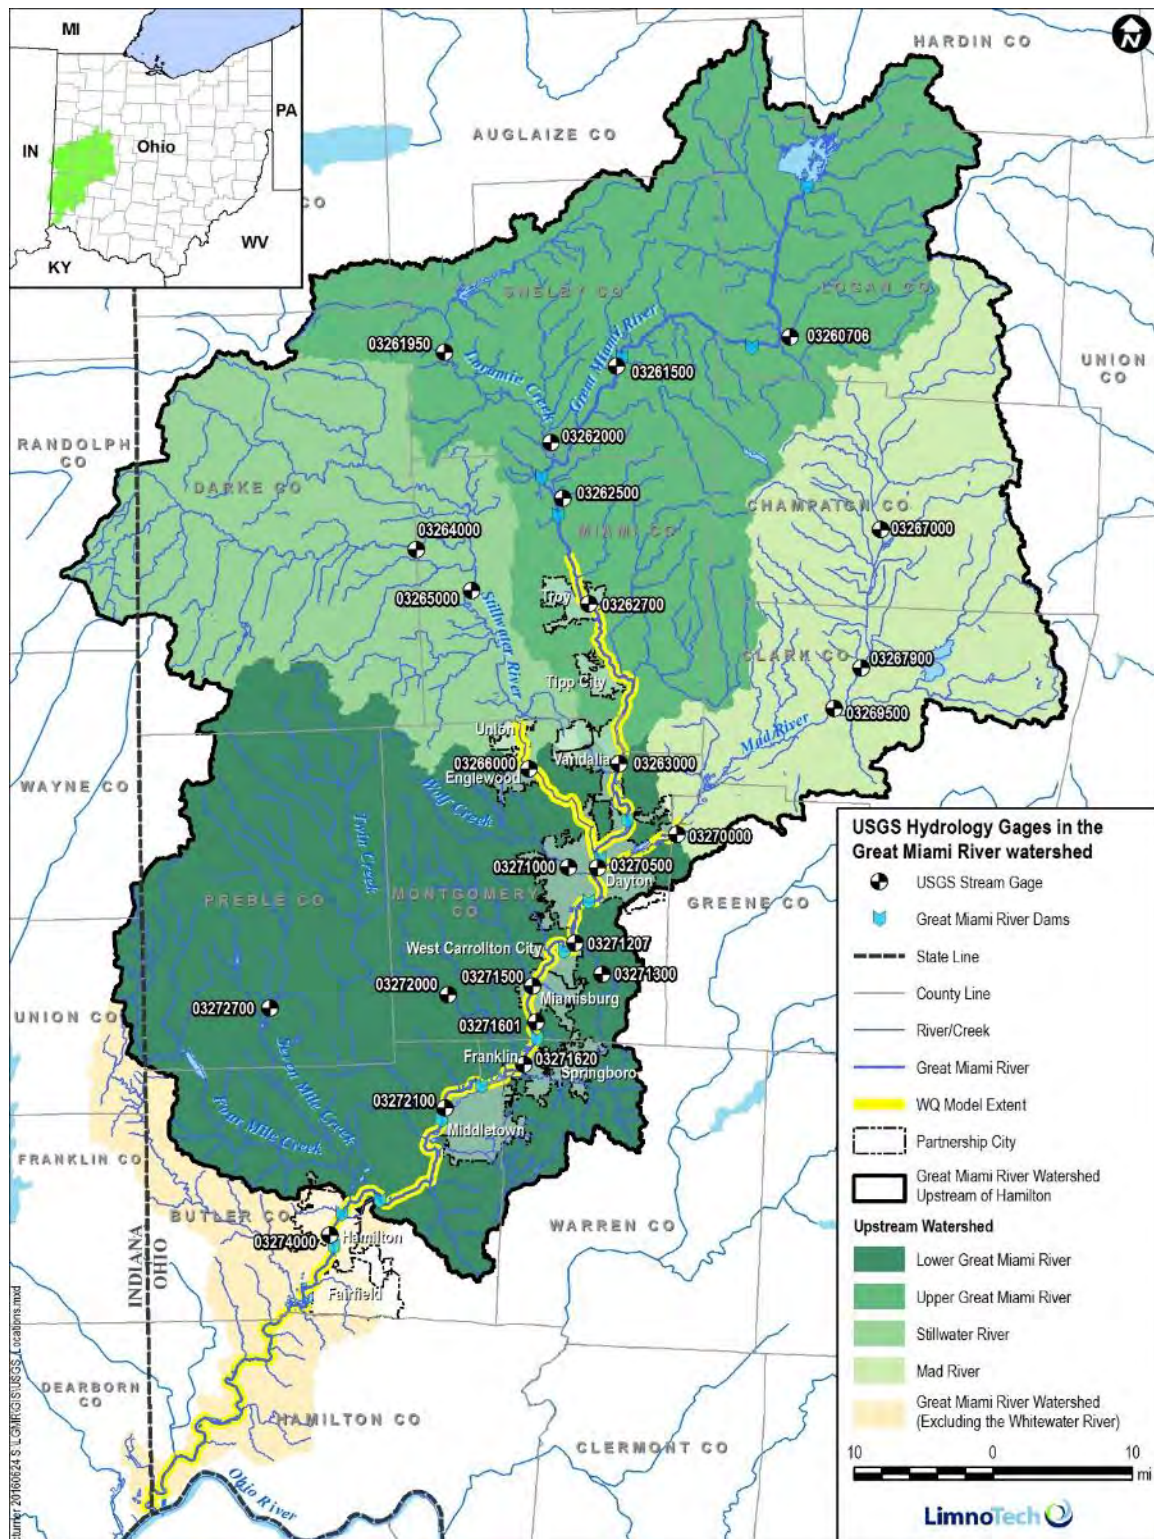 MI
PA
IN
Ohio
WV
KY
N
HARDIN CO
AUGLAIZE CO
CO
SHELBY CO
LOGAN CO
Great Miami River
03261950
Loramie Creek
03260706
03261500
UNION
CO
03262000
RANDOLPH
CO
DARKE CO
03262500
CHAMPAIGN CO
03264000
MIAMI CO
03267000
03265000
Troy
03262700
Stillwater River
CLARK CO
03267900
Tipp City
03269500
Mad River
Union
Vandalia
03263000
03266000
Englewood
WAYNE CO
Wolf Creek
03270000
Twin Creek
03271000
03270500
Dayton
PREBLE CO
MONTGOMERY
CO
GREENE CO
West Carrollton City
03271207
03271500
03271300
03272000
Miamisburg
03272700
UNION CO
03271601
Franklin
03271620
Springboro
Seven Mile Creek
03272100
Four Mile Creek
Middletown
FRANKLIN CO
BUTLER CO
WARREN CO
03274000
Hamilton
INDIANA
OHIO
Fairfield
DEARBORN
CO
HAMILTON CO
CLERMONT CO
Ohio River
USGS Hydrology Gages in the
Great Miami River watershed
USGS Stream Gage
Great Miami River Dams
State Line
County Line
River/Creek
Great Miami River
WQ Model Extent
Partnership City
Great Miami River Watershed
Upstream of Hamilton
Upstream Watershed
Lower Great Miami River
Upper Great Miami River
Stillwater River
Mad River
Great Miami River Watershed
(Excluding the Whitewater River)
10 0 10
mi
LimnoTech